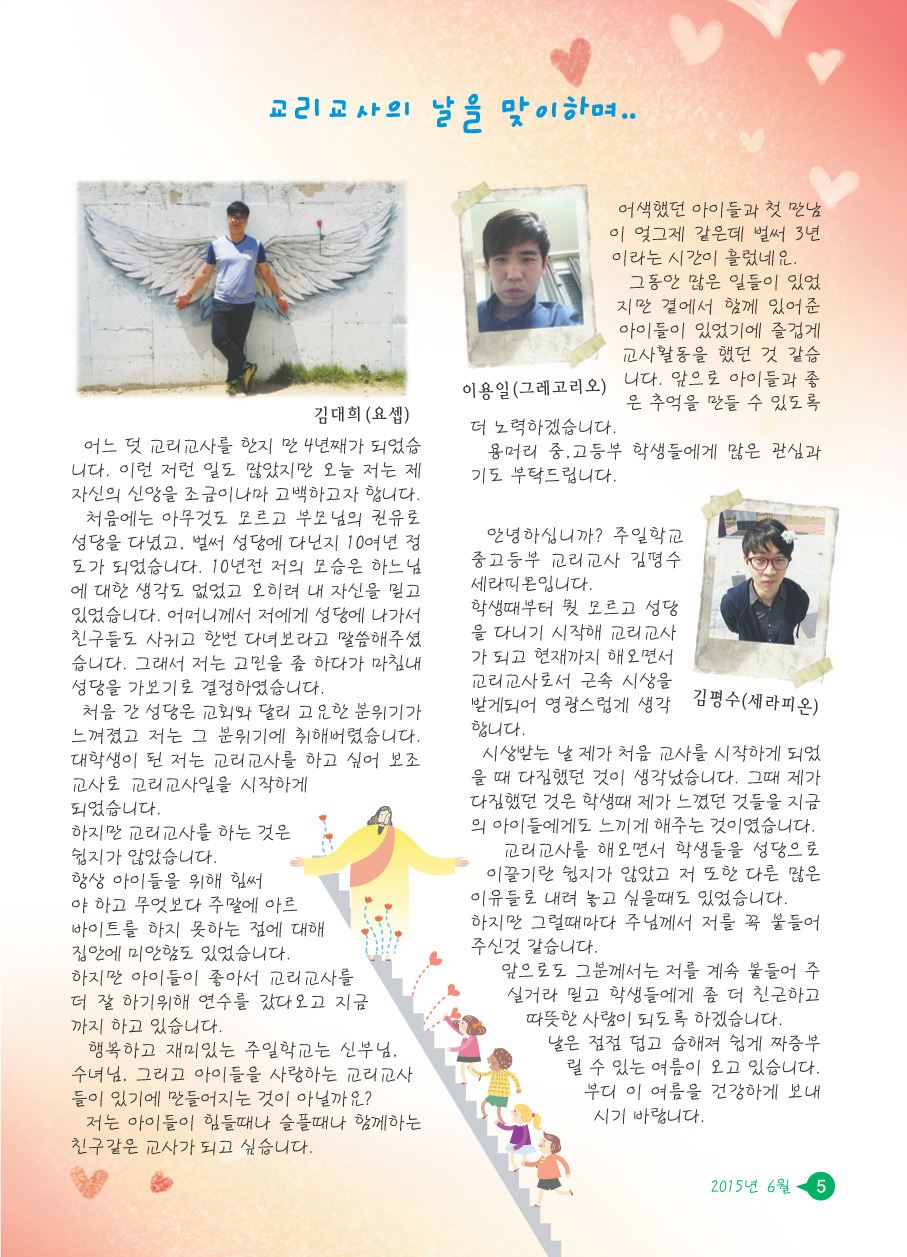 교리교사의 날을 맞이하며..
김대희(요셉)
어느 덧 교리교사를 한지 만 4년째가 되었습
니다. 이런 저런 일도 많았지만 오늘 저는 제
자신의 신앙을 조금이나마 고백하고자 합니다.
처음에는 아무것도 모르고 부모님의 권유로
성당을 다녔고, 벌써 성당에 다닌지 10여년 정
도가 되었습니다. 10년전 저의 모습은 하느님
에 대한 생각도 없었고 오히려 내 자신을 믿고
있었습니다. 어머니께서 저에게 성당에 나가서
친구들도 사귀고 한번 다녀보라고 말씀해주셨
습니다. 그래서 저는 고민을 좀 하다가 마침내
성당을 가보기로 결정하였습니다.
처음 간 성당은 교회와 달리 고요한 분위기가
느껴졌고 저는 그 분위기에 취해버렸습니다.
대학생이 된 저는 교리교사를 하고 싶어 보조
교사로 교리교사일을 시작하게
되었습니다.
하지만 교리교사를 하는 것은
쉽지가 않았습니다.
항상 아이들을 위해 힘써
야 하고 무엇보다 주말에 아르
바이트를 하지 못하는 점에 대해
집안에 미안함도 있었습니다.
하지만 아이들이 좋아서 교리교사를
더 잘 하기위해 연수를 갔다오고 지금
까지 하고 있습니다.
행복하고 재미있는 주일학교는 신부님,
수녀님, 그리고 아이들을 사랑하는 교리교사
들이 있기에 만들어지는 것이 아닐까요?
저는 아이들이 힘들때나 슬플때나 함께하는
친구같은 교사가 되고 싶습니다.
이용일(그레고리오)
어색했던 아이들과 첫 만남
이 엊그제 같은데 벌써 3년
이라는 시간이 흘렀네요.
그동안 많은 일들이 있었
지만 곁에서 함께 있어준
아이들이 있었기에 즐겁게
교사활동을 했던 것 같습
니다. 앞으로 아이들과 좋
은 추억을 만들 수 있도록
더 노력하겠습니다.
용머리 중,고등부 학생들에게 많은 관심과
기도 부탁드립니다.
김평수(세라피온)
안녕하십니까? 주일학교
중고등부 교리교사 김평수
세라피온입니다.
학생때부터 뭣 모르고 성당
을 다니기 시작해 교리교사
가 되고 현재까지 해오면서
교리교사로서 근속 시상을
받게되어 영광스럽게 생각
합니다.
시상받는 날 제가 처음 교사를 시작하게 되었
을 때 다짐했던 것이 생각났습니다. 그때 제가
다짐했던 것은 학생때 제가 느꼈던 것들을 지금
의 아이들에게도 느끼게 해주는 것이였습니다.
교리교사를 해오면서 학생들을 성당으로
이끌기란 쉽지가 않았고 저 또한 다른 많은
이유들로 내려 놓고 싶을때도 있었습니다.
하지만 그럴때마다 주님께서 저를 꼭 붙들어
주신것 같습니다.
앞으로도 그분께서는 저를 계속 붙들어 주
실거라 믿고 학생들에게 좀 더 친근하고
따뜻한 사람이 되도록 하겠습니다.
날은 점점 덥고 습해져 쉽게 짜증부
릴 수 있는 여름이 오고 있습니다.
부디 이 여름을 건강하게 보내
시기 바랍니다.
2015년 6월 5